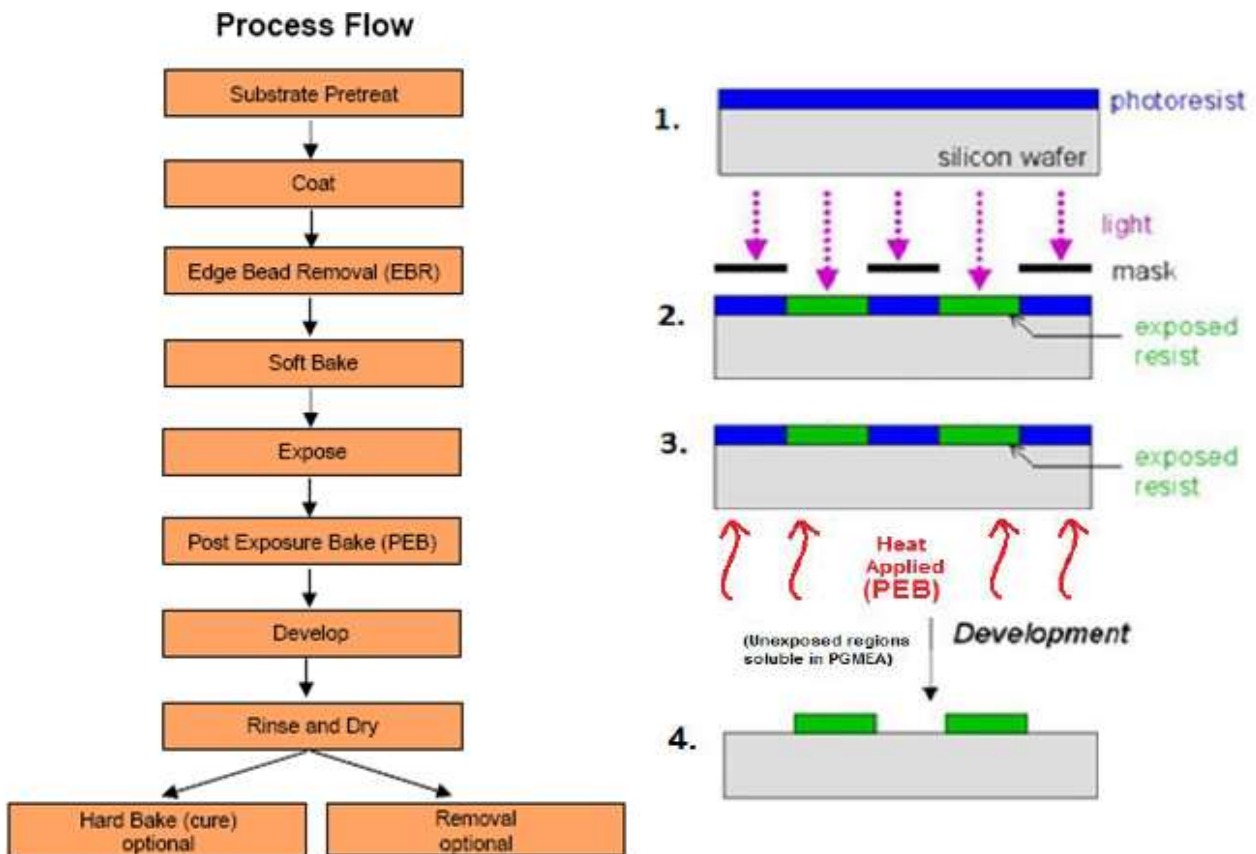 Process Flow
Substrate Pretreat
Coat
Edge Bead Removal (EBR)
Soft Bake
Expose
Post Exposure Bake (PEB)
Develop
Rinse and Dry
Hard Bake (cure)
optional
Removal
optional
1.
photoresist
silicon wafer
light
mask
2.
exposed
resist
3.
exposed
resist
Heat
Applied
(PEB)
(Unexposed regions
soluble in PGMEA)
Development
4.